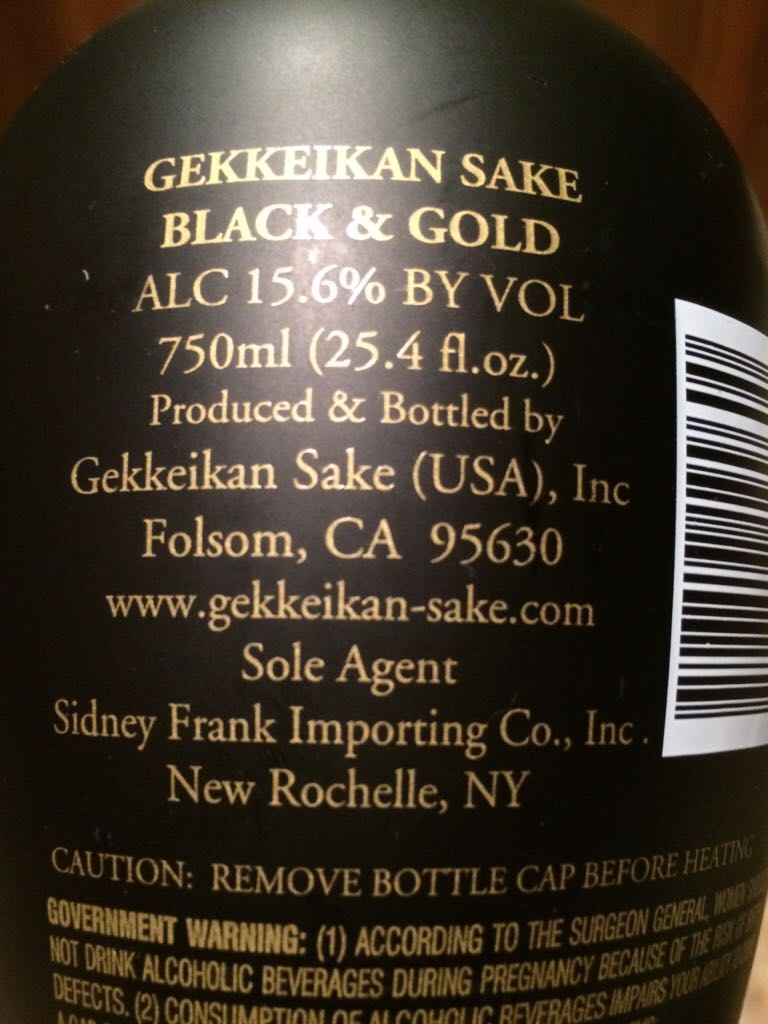 GEKKEIKAN SAKE
BLACK & GOLD
ALC 15.6% BY VOL
750ml (25.4 fl.oz.)
Produced & Bottled by
Gekkeikan Sake (USA), Inc
Folsom, CA 95630
www.gekkeikan-sake.com
Sole Agent
Sidney Frank Importing Co., Inc .
New Rochelle, NY
CAUTION: REMOVE BOTTLE CAP BEFORE HEATING
GOVERNMENT WARNING: (1) ACCORDING TO THE SURGEON GENERAL, WOMEN
NOT DRINK ALCOHOLIC BEVERAGES DURING PREGNANCY BECAUSE OF THE RISK OF
DEFECTS. (2) CONSUMPTION OF ALCOHOLIC BEVERAGES IMPAIRS YOUR ABILITY